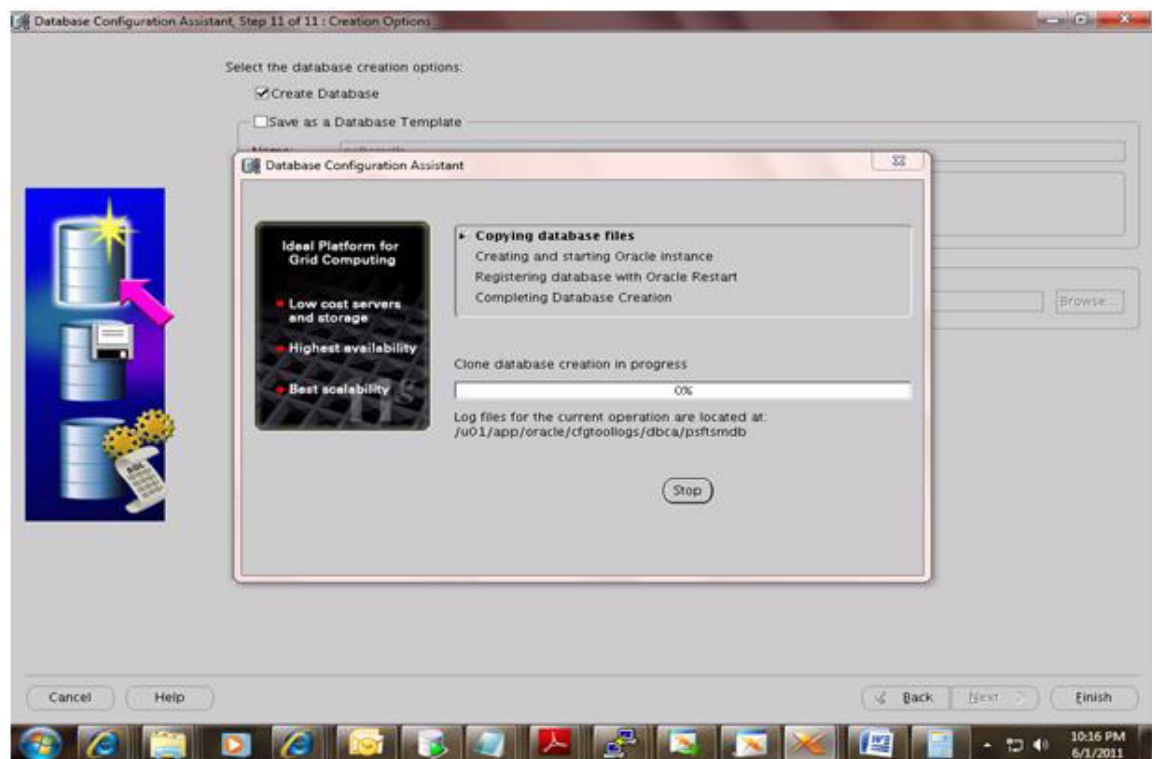 Database Configuration Assistant, Step 11 of 11 : Creation Options
Select the database creation options:
Create Database
Save as a Database Template
Database Configuration Assistant
Ideal Platform for
Grid Computing
Low cost servers
and storage
Highest availability
Best scalability
Copying database files
Creating and starting Oracle instance
Registering database with Oracle Restart
Completing Database Creation
Clone database creation in progress
0%
Log files for the current operation are located at:
/u01/app/oracle/cfgtoollogs/dbca/psftsmdb
Stop
Browse...
Cancel
Help
Back
Next
Finish
10:16 PM
6/1/2011